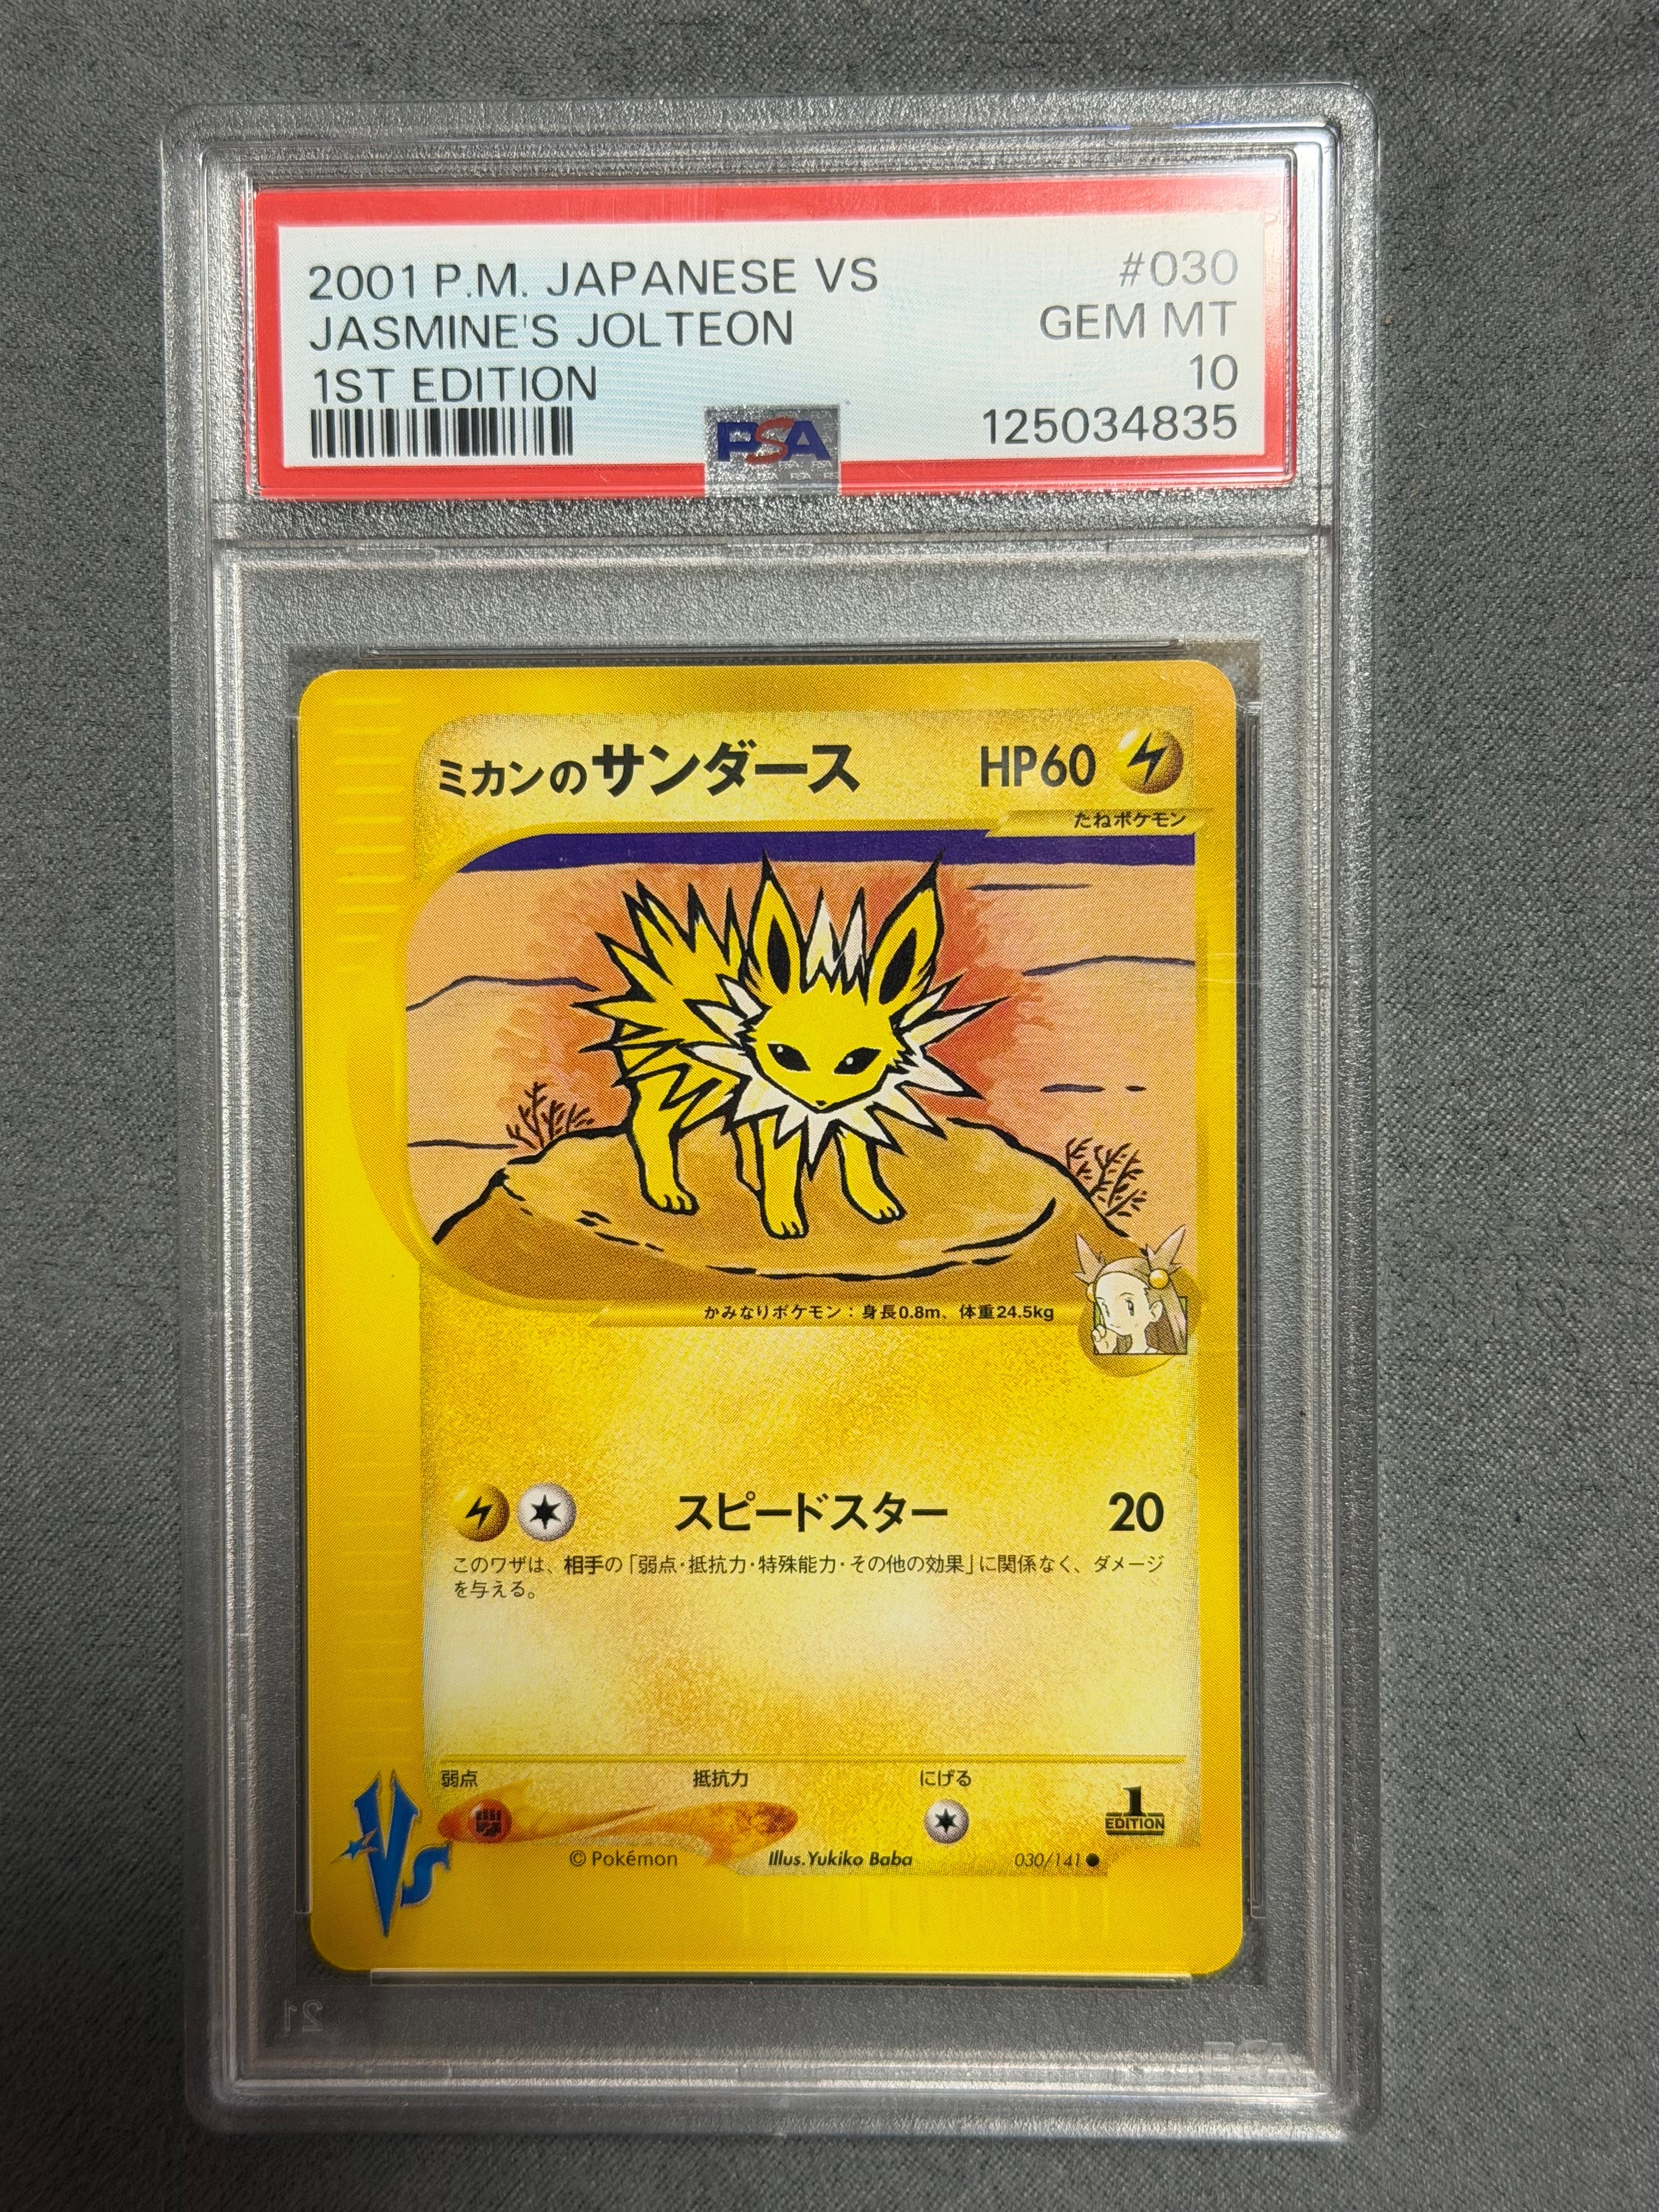 2001 P.M. JAPANESE VS #030
JASMINE'S JOLTEON GEM MT
1ST EDITION 10
PSA 125034835
ミカンのサンダース HP60
たねポケモン
かみなりポケモン：身長0.8m、体重24.5kg
スピードスター 20
このワザは、相手の「弱点・抵抗力・特殊能力・その他の効果」に関係なく、ダメージ
を与える。
弱点 抵抗力 にげる
1
EDITION
Vs
© Pokémon Illus.Yukiko Baba 030/141●
21
PSA